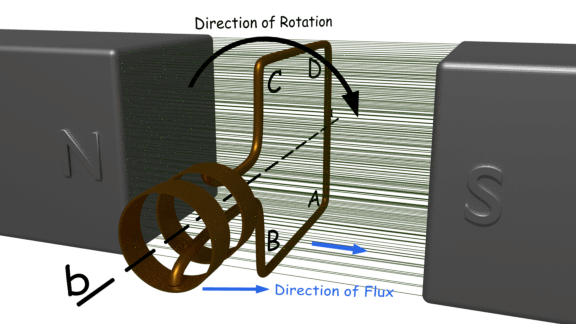 Direction of Rotation
N
C
D
S
A
B
b
Direction of Flux